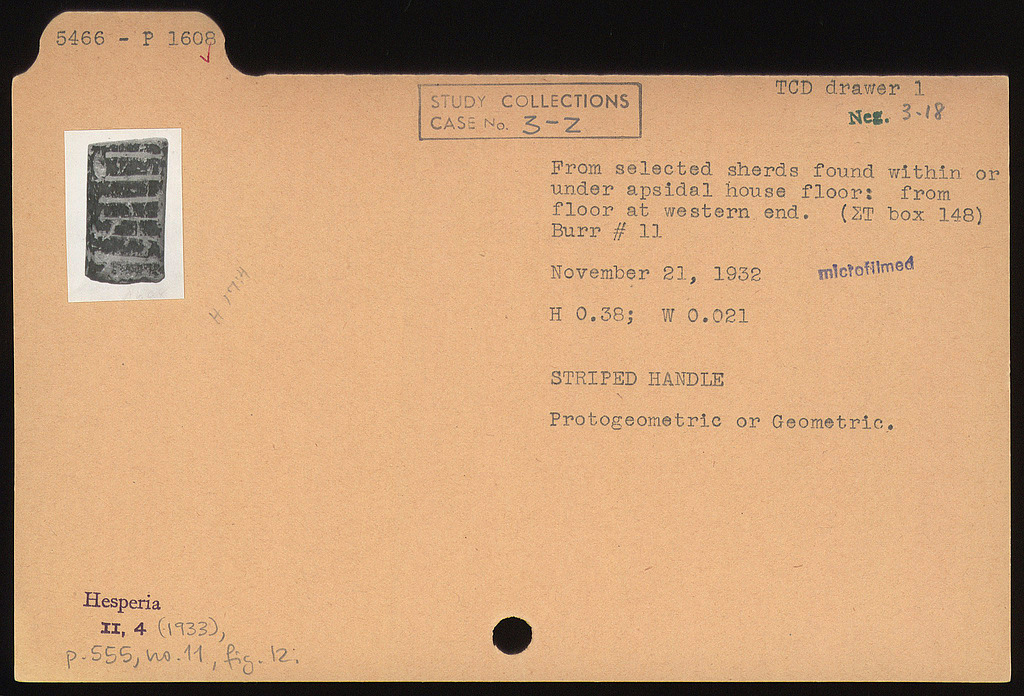 5466 - P 1608
STUDY COLLECTIONS
CASE No. 3-Z
TCD drawer 1
Neg. 3-18
From selected sherds found within or
under apsidal house floor: from
floor at western end. (ΣT box 148)
Burr # 11
November 21, 1932
microfilmed
H 0.38; W 0.021
STRIPED HANDLE
Protogeometric or Geometric.
Hesperia
II, 4 (1933),
p. 555, no. 11, fig. 12.